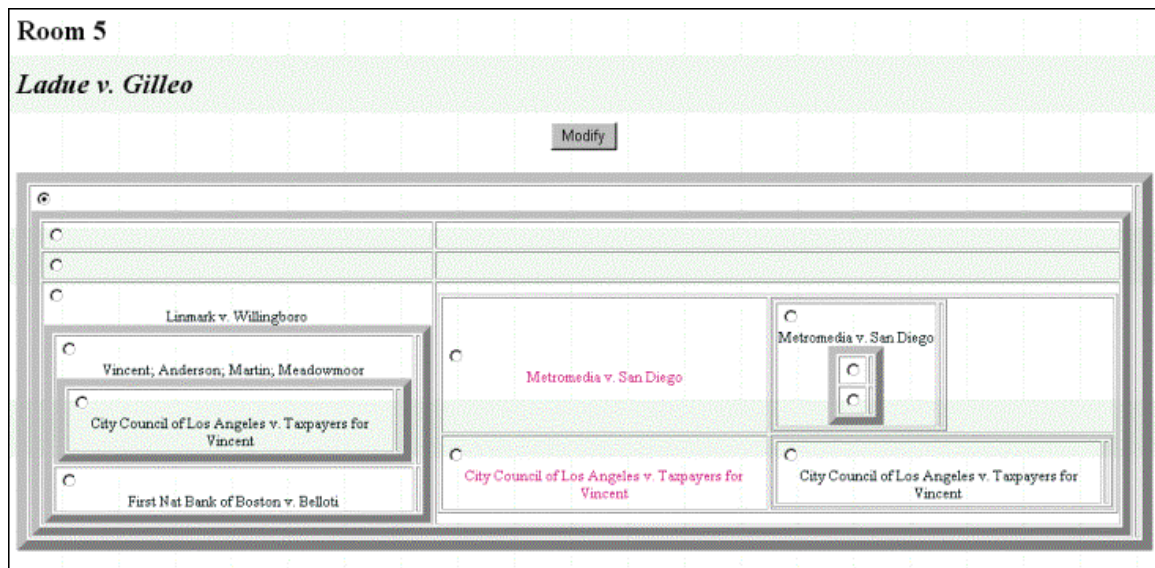 Room 5
Ladue v. Gilleo
Modify
Linmark v. Willingboro
Vincent; Anderson; Martin; Meadowmoor
City Council of Los Angeles v. Taxpayers for
Vincent
First Nat Bank of Boston v. Belloti
Metromedia v. San Diego
Metromedia v. San Diego
City Council of Los Angeles v. Taxpayers for
Vincent
City Council of Los Angeles v. Taxpayers for
Vincent